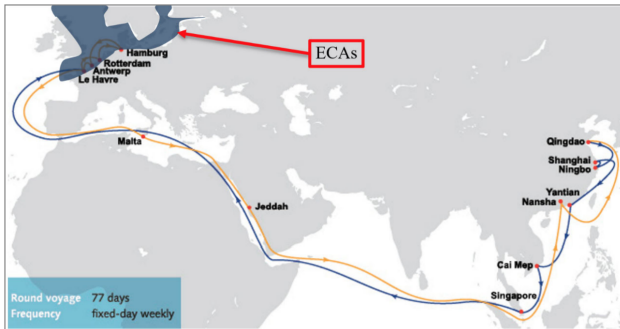 ECAs
Hamburg
Rotterdam
Antwerp
Le Havre
Malta
Jeddah
Qingdao
Shanghai
Ningbo
Yantian
Nansha
Cai Mep
Singapore
Round voyage 77 days
Frequency fixed-day weekly